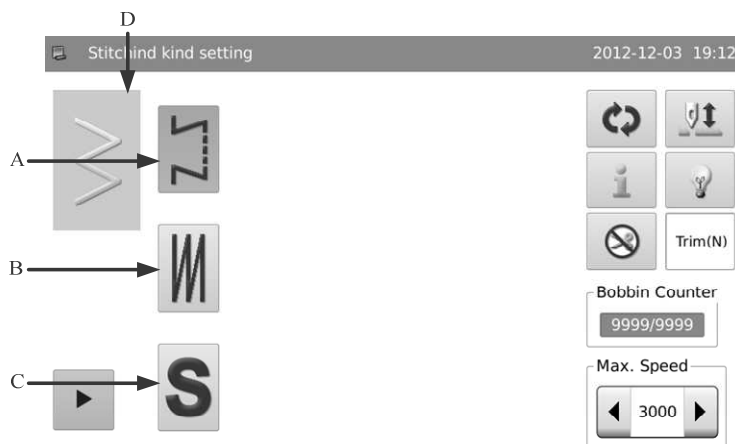 D
Stitchind kind setting 2012-12-03 19:12
A
Trim(N)
B
Bobbin Counter
9999/9999
C
S
Max. Speed
3000